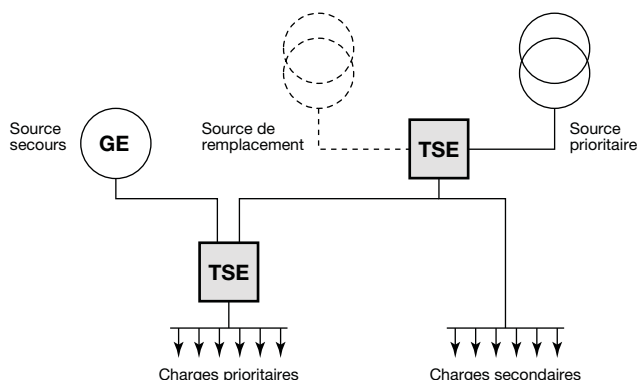 Source
secours
GE
Source de
remplacement
TSE
Source
prioritaire
TSE
Charges prioritaires
Charges secondaires